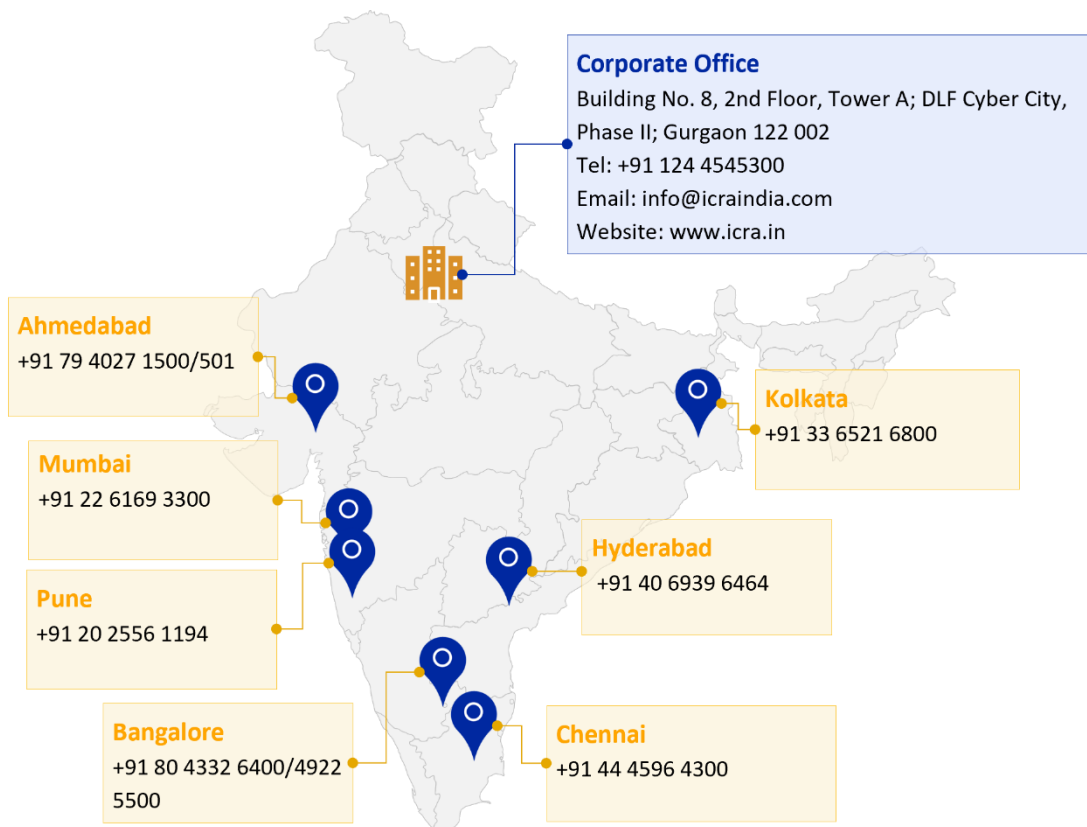 Corporate Office
Building No. 8, 2nd Floor, Tower A; DLF Cyber City,
Phase II; Gurgaon 122 002
Tel: +91 124 4545300
Email: info@icraindia.com
Website: www.icra.in
Ahmedabad
+91 79 4027 1500/501
Kolkata
+91 33 6521 6800
Mumbai
+91 22 6169 3300
Hyderabad
+91 40 6939 6464
Pune
+91 20 2556 1194
Bangalore
+91 80 4332 6400/4922
5500
Chennai
+91 44 4596 4300